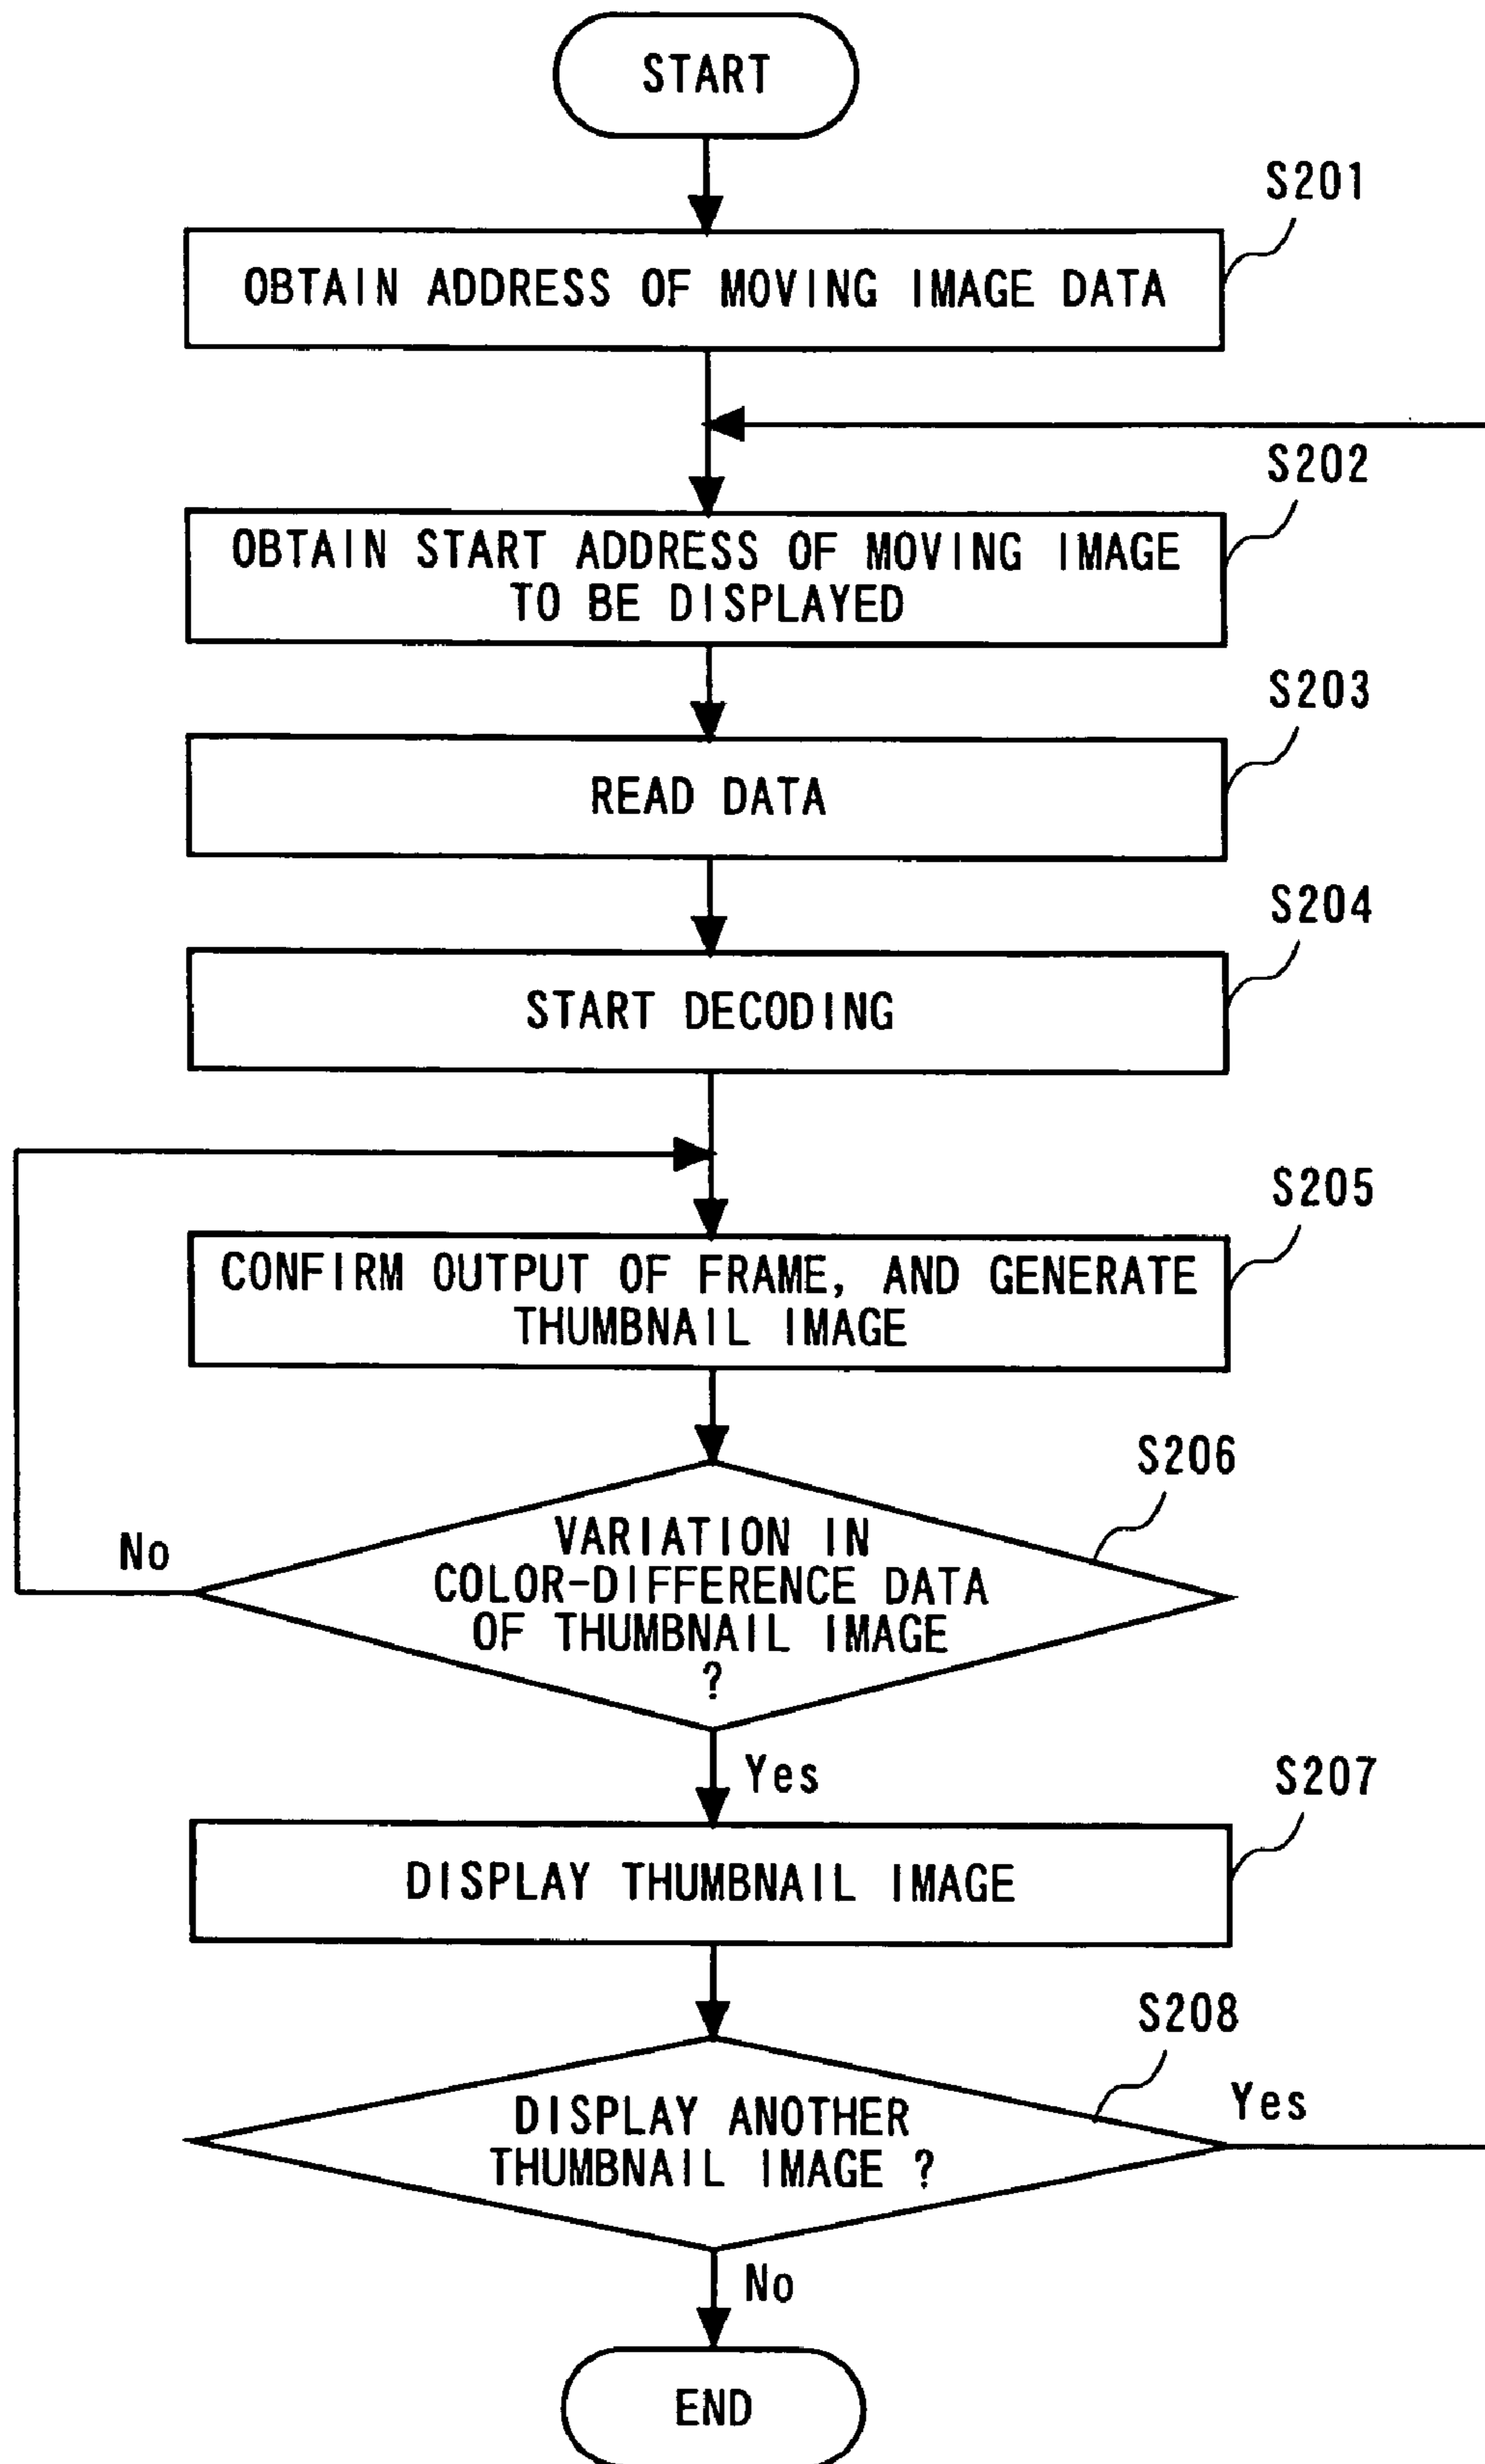 START
S201
OBTAIN ADDRESS OF MOVING IMAGE DATA
S202
OBTAIN START ADDRESS OF MOVING IMAGE
TO BE DISPLAYED
S203
READ DATA
S204
START DECODING
S205
CONFIRM OUTPUT OF FRAME, AND GENERATE
THUMBNAIL IMAGE
S206
No
VARIATION IN
COLOR-DIFFERENCE DATA
OF THUMBNAIL IMAGE
?
Yes
S207
DISPLAY THUMBNAIL IMAGE
S208
Yes
DISPLAY ANOTHER
THUMBNAIL IMAGE ?
No
END